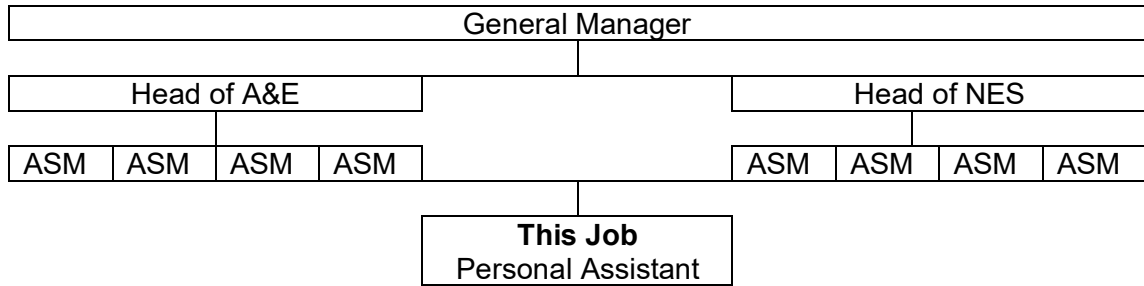 General Manager
Head of A&E Head of NES
ASM ASM ASM ASM ASM ASM ASM ASM
This Job
Personal Assistant